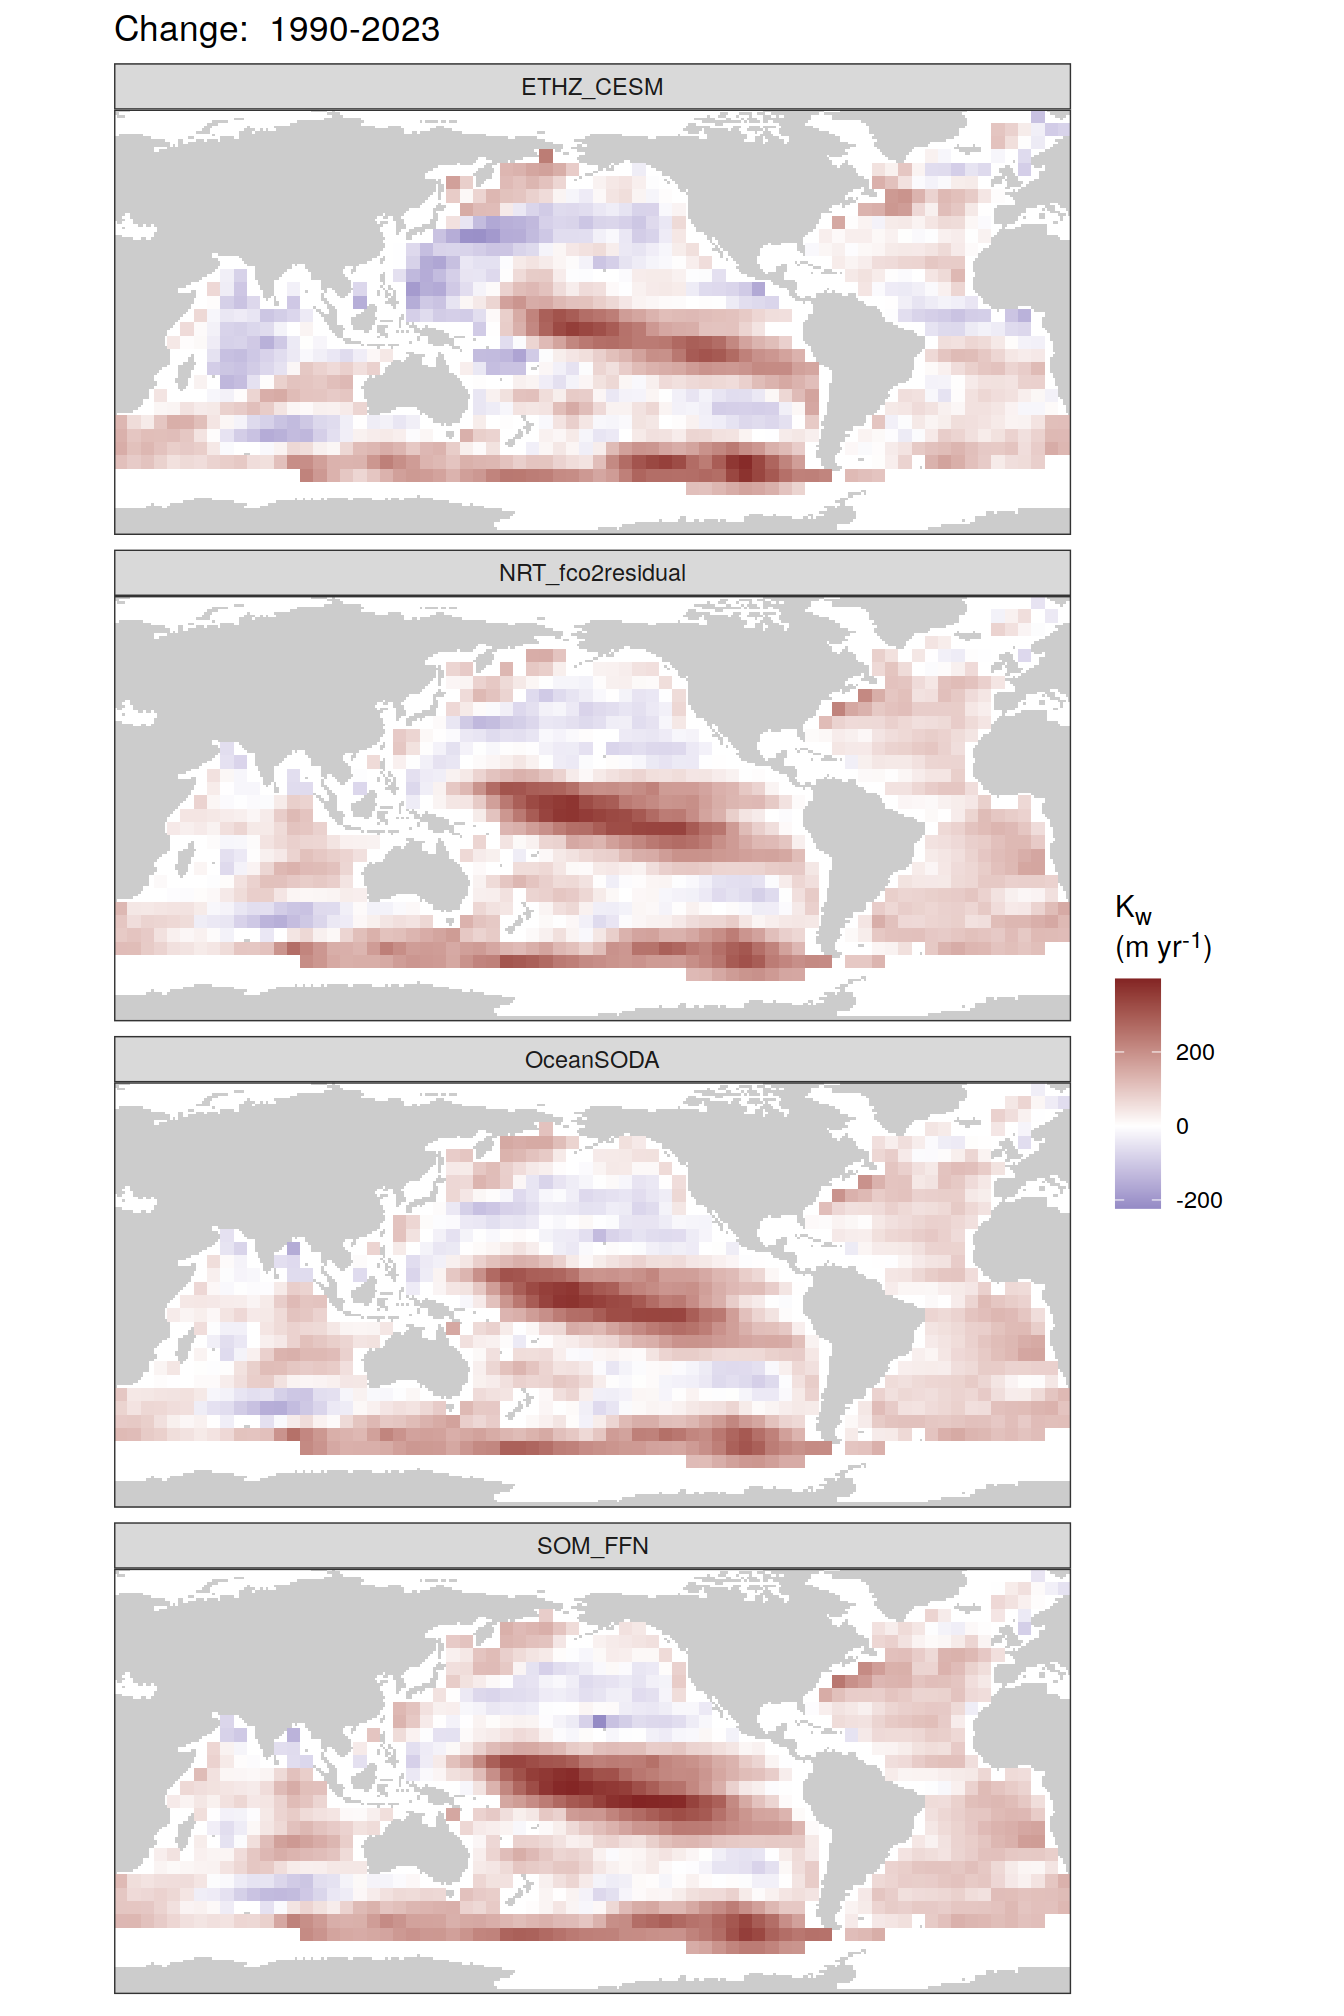 Change:  1990-2023
ETHZ_CESM
NRT_fco2residual
OceanSODA
SOM_FFN
Kw
(m yr-1)
200
0
-200